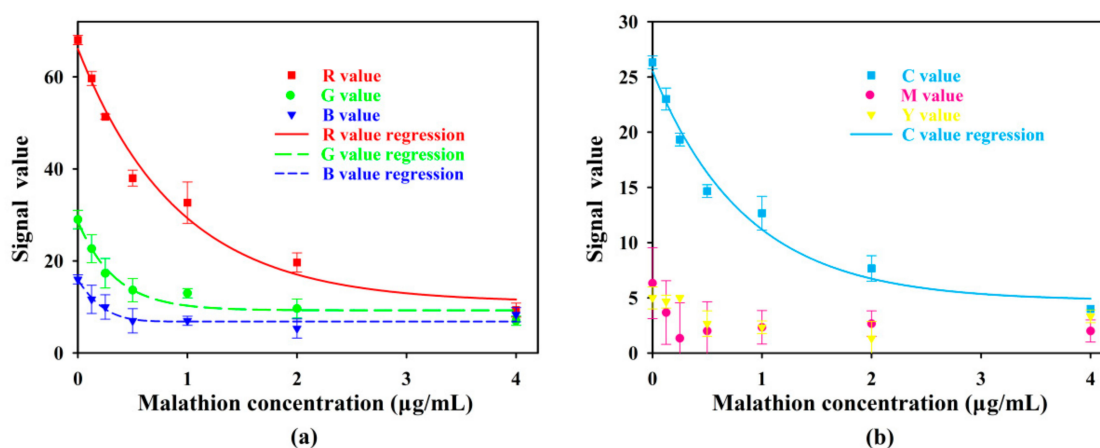 60
40
20
0
Signal value
R value
G value
B value
R value regression
G value regression
B value regression
0 1 2 3 4
Malathion concentration (µg/mL)
(a)
30
25
20
15
10
5
0
Signal value
C value
M value
Y value
C value regression
0 1 2 3 4
Malathion concentration (µg/mL)
(b)